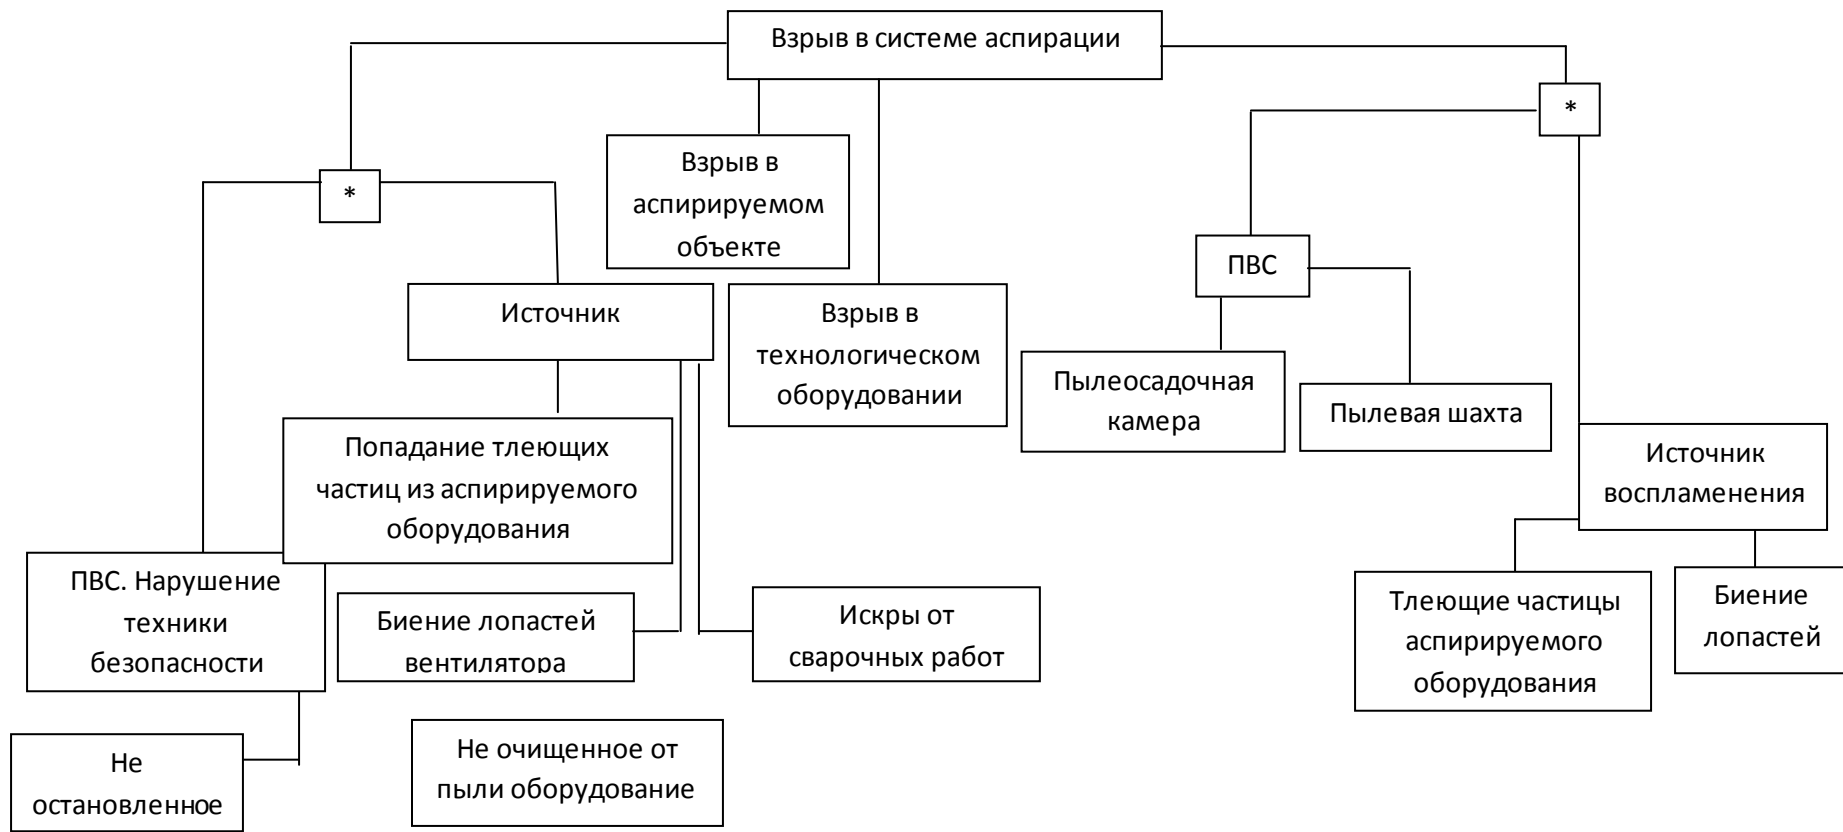 Взрыв в системе аспирации
*
*
Взрыв в
аспирируемом
объекте
ПВС
Источник
Взрыв в
технологическом
оборудовании
Пылеосадочная
камера
Пылевая шахта
Попадание тлеющих
частиц из аспирируемого
оборудования
Источник
воспламенения
ПВС. Нарушение
техники
безопасности
Биение лопастей
вентилятора
Искры от
сварочных работ
Тлеющие частицы
аспирируемого
оборудования
Биение
лопастей
Не
остановленное
Не очищенное от
пыли оборудование